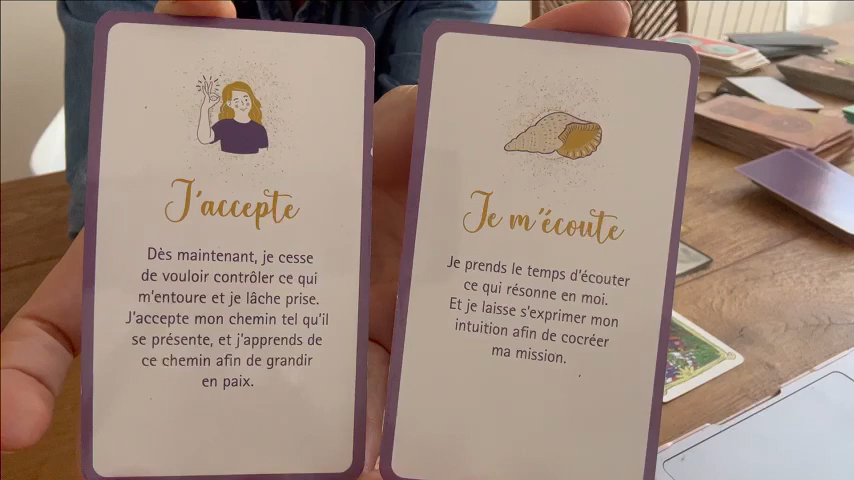 J'accepte
Dès maintenant, je cesse
de vouloir contrôler ce qui
m'entoure et je lâche prise.
J'accepte mon chemin tel qu'il
se présente, et j'apprends de
ce chemin afin de grandir
en paix.
Je m'écoute
Je prends le temps d'écouter
ce qui résonne en moi.
Et je laisse s'exprimer mon
intuition afin de cocréer
ma mission.